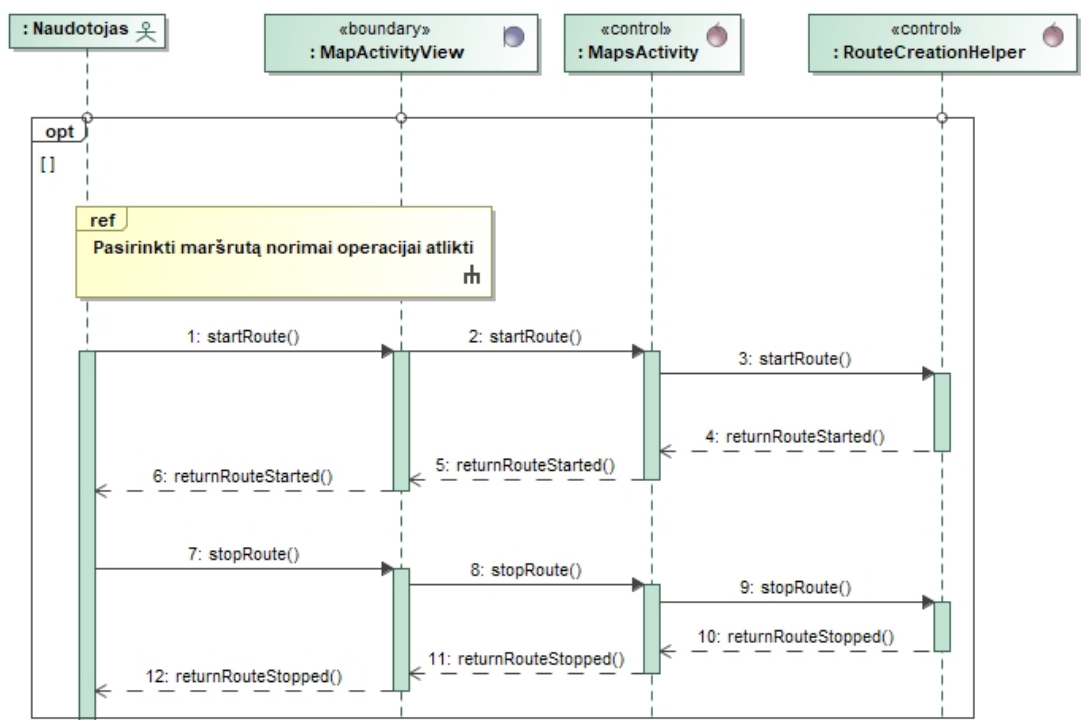 : Naudotojas
«boundary»
: MapActivityView
«control»
: MapsActivity
«control»
: RouteCreationHelper
opt
[ ]
ref
Pasirinkti maršrutą norimai operacijai atlikti
1: startRoute()
2: startRoute()
3: startRoute()
4: returnRouteStarted()
5: returnRouteStarted()
6: returnRouteStarted()
7: stopRoute()
8: stopRoute()
9: stopRoute()
10: returnRouteStopped()
11: returnRouteStopped()
12: returnRouteStopped()